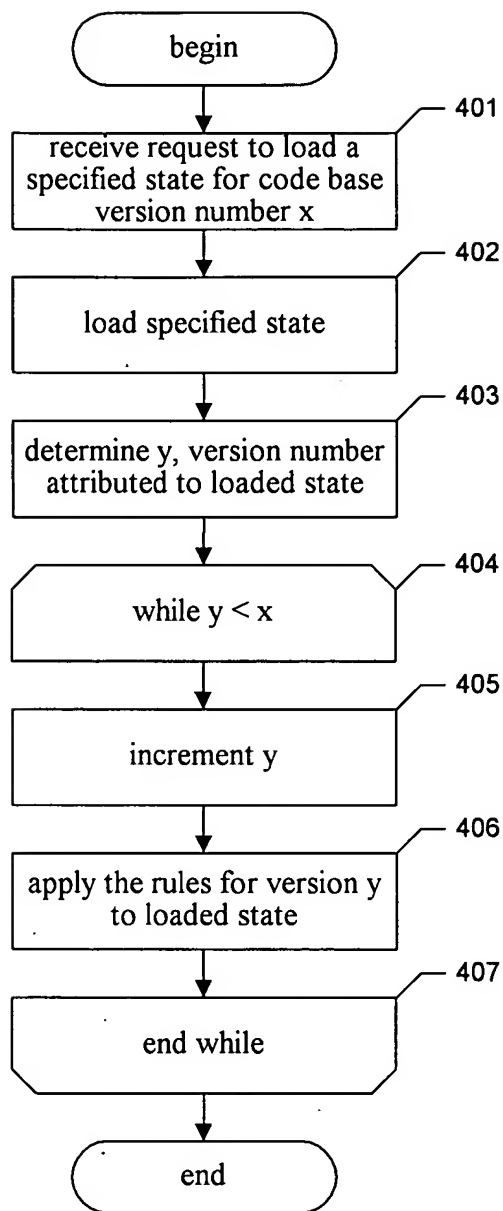 begin
401
receive request to load a
specified state for code base
version number x
402
load specified state
403
determine y, version number
attributed to loaded state
404
while y < x
405
increment y
406
apply the rules for version y
to loaded state
407
end while
end